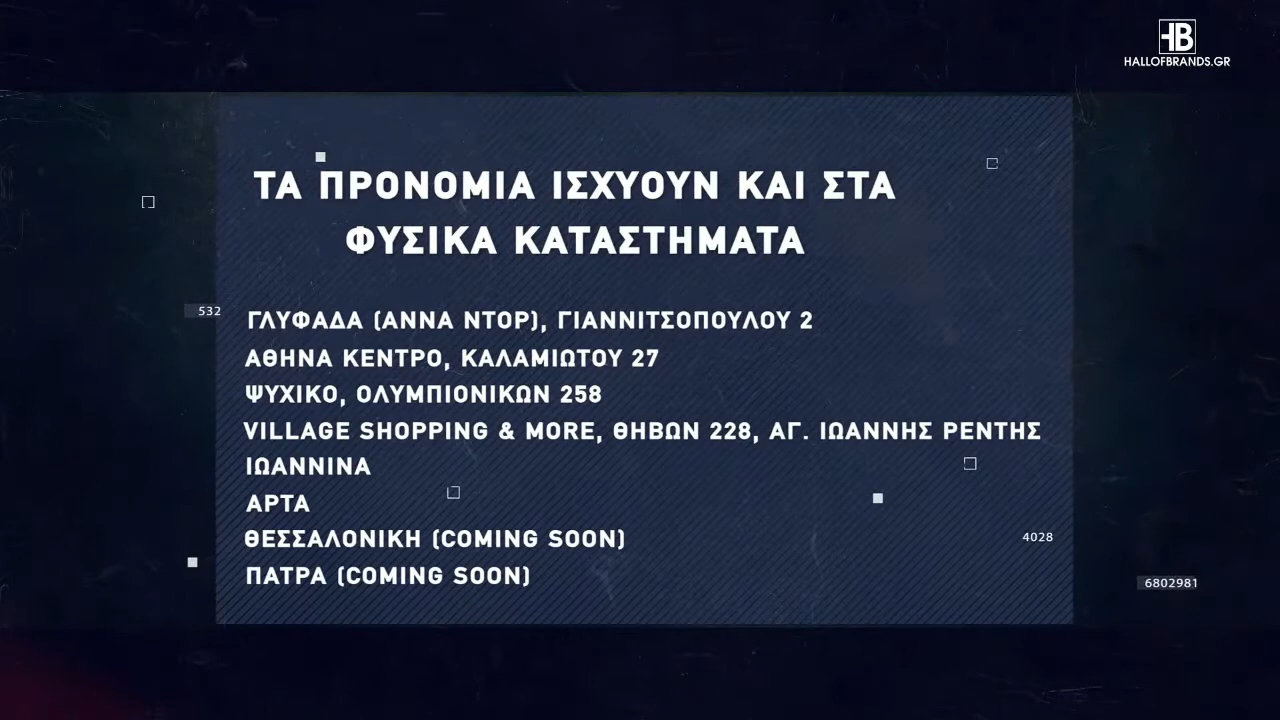 HB
HALLOFBRANDS.GR
ΤΑ ΠΡΟΝΟΜΙΑ ΙΣΧΥΟΥΝ ΚΑΙ ΣΤΑ
ΦΥΣΙΚΑ ΚΑΤΑΣΤΗΜΑΤΑ
532
ΓΛΥΦΑΔΑ (ΑΝΝΑ ΝΤΟΡ), ΓΙΑΝΝΙΤΣΟΠΟΥΛΟΥ 2
ΑΘΗΝΑ ΚΕΝΤΡΟ, ΚΑΛΑΜΙΩΤΟΥ 27
ΨΥΧΙΚΟ, ΟΛΥΜΠΙΟΝΙΚΩΝ 258
VILLAGE SHOPPING & MORE, ΘΗΒΩΝ 228, ΑΓ. ΙΩΑΝΝΗΣ ΡΕΝΤΗΣ
ΙΩΑΝΝΙΝΑ
ΑΡΤΑ
ΘΕΣΣΑΛΟΝΙΚΗ (COMING SOON)
4028
ΠΑΤΡΑ (COMING SOON)
6802981